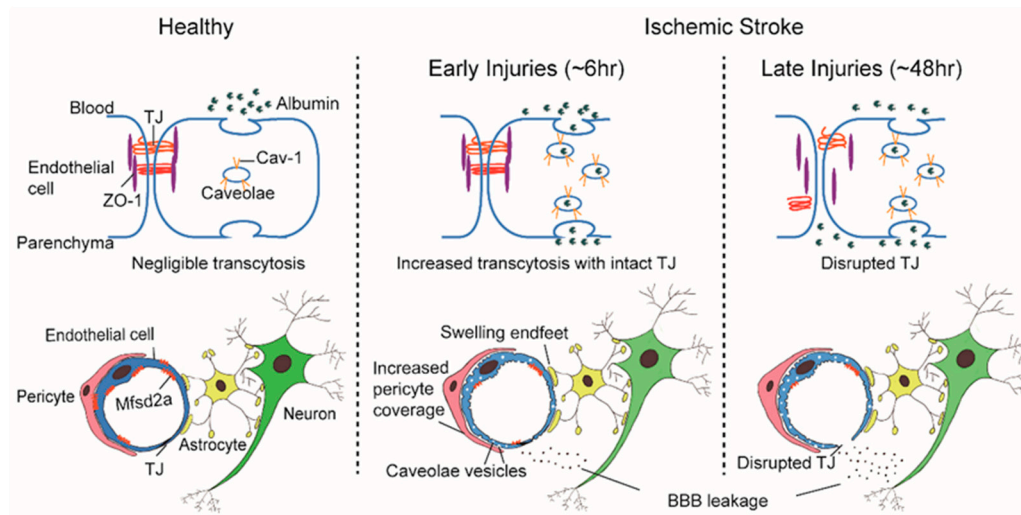 Healthy
Ischemic Stroke
Early Injuries (~6hr)
Late Injuries (~48hr)
Blood
TJ
Albumin
Endothelial
cell
Cav-1
ZO-1
Caveolae
Parenchyma
Negligible transcytosis
Increased transcytosis with intact TJ
Disrupted TJ
Endothelial cell
Pericyte
Mfsd2a
Neuron
Astrocyte
TJ
Swelling endfeet
Increased
pericyte
coverage
Caveolae vesicles
Disrupted TJ
BBB leakage